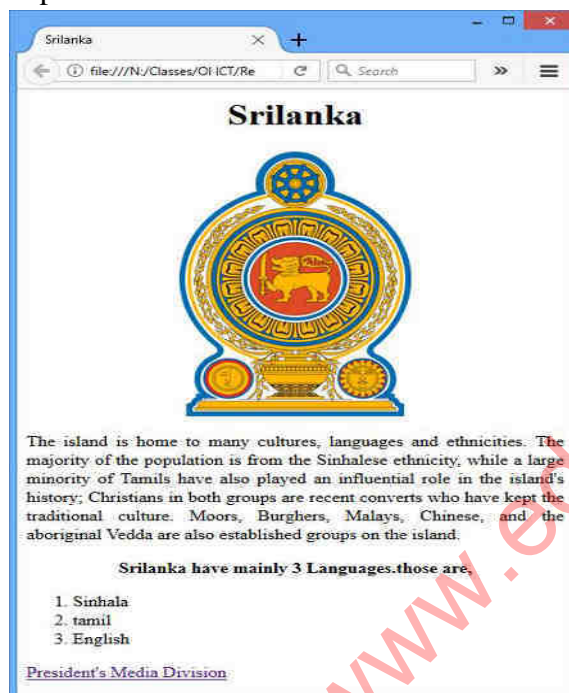 Srilanka
file:///N:/Classes/OL ICT/Re
Search
Srilanka
The island is home to many cultures, languages and ethnicities. The
majority of the population is from the Sinhalese ethnicity, while a large
minority of Tamils have also played an influential role in the island's
history; Christians in both groups are recent converts who have kept the
traditional culture. Moors, Burghers, Malays, Chinese, and the
aboriginal Vedda are also established groups on the island.
Srilanka have mainly 3 Languages.those are,
1. Sinhala
2. tamil
3. English
President's Media Division
www.ed